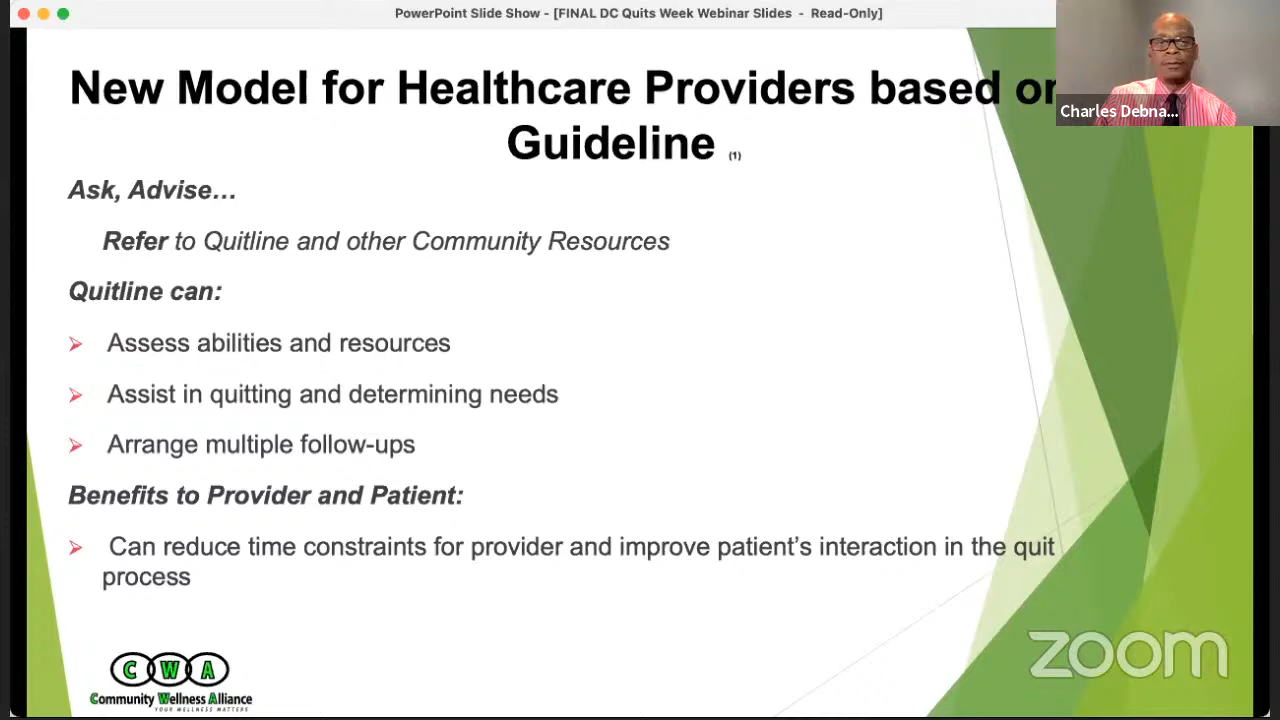 PowerPoint Slide Show - [FINAL DC Quits Week Webinar Slides - Read-Only]
New Model for Healthcare Providers based on
Guideline (1)
Charles Debna...
Ask, Advise…
Refer to Quitline and other Community Resources
Quitline can:
Assess abilities and resources
Assist in quitting and determining needs
Arrange multiple follow-ups
Benefits to Provider and Patient:
Can reduce time constraints for provider and improve patient’s interaction in the quit
process
CWA
Community Wellness Alliance
YOUR WELLNESS MATTERS
zoom